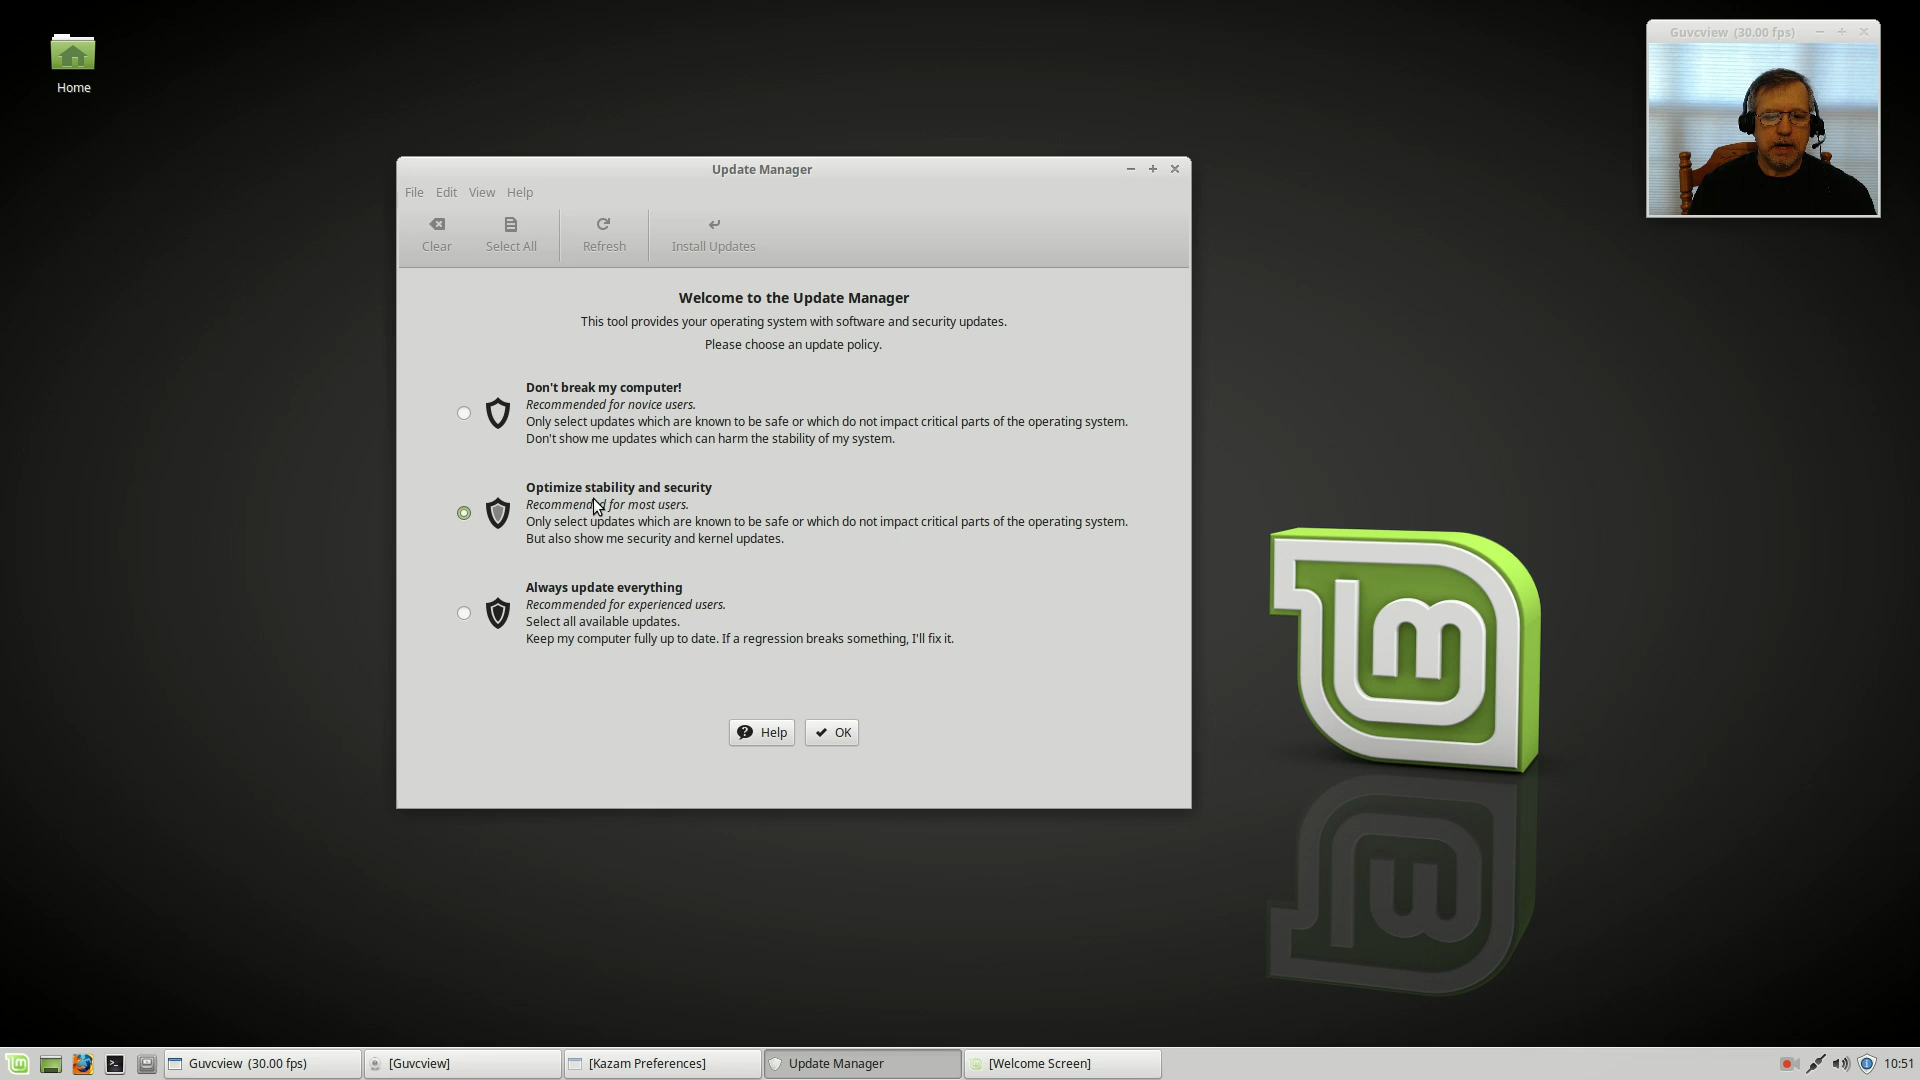 Home
Guvcview (30.00 fps)
Update Manager
File Edit View Help
Clear Select All Refresh Install Updates
Welcome to the Update Manager
This tool provides your operating system with software and security updates.
Please choose an update policy.
Don't break my computer!
Recommended for novice users.
Only select updates which are known to be safe or which do not impact critical parts of the operating system.
Don't show me updates which can harm the stability of my system.
Optimize stability and security
Recommended for most users.
Only select updates which are known to be safe or which do not impact critical parts of the operating system.
But also show me security and kernel updates.
Always update everything
Recommended for experienced users.
Select all available updates.
Keep my computer fully up to date. If a regression breaks something, I'll fix it.
Help OK
Guvcview (30.00 fps) [Guvcview] [Kazam Preferences] Update Manager [Welcome Screen] 10:51